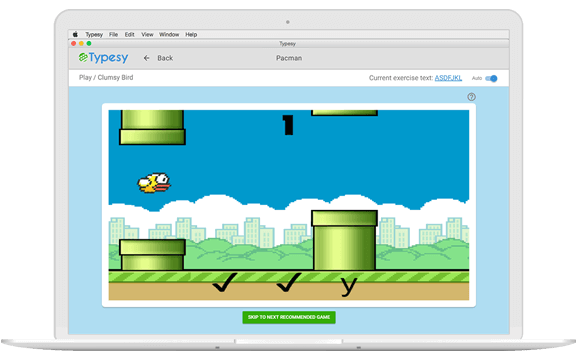 Typesy File Edit View Window Help
Typesy
Typesy Back Pacman
Play / Clumsy Bird Current exercise text: ASDFJKL Auto
1
y
SKIP TO NEXT RECOMMENDED GAME